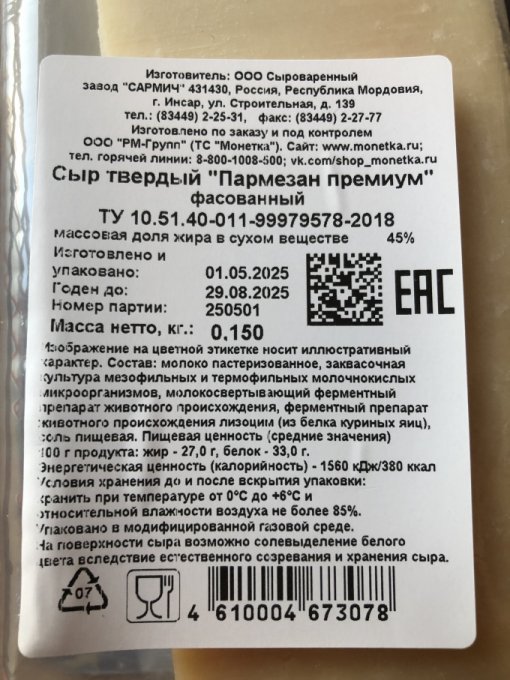 Изготовитель: ООО Сыроваренный
завод "САРМИЧ" 431430, Россия, Республика Мордовия,
г. Инсар, ул. Строительная, д. 139
тел.: (83449) 2-25-31, факс: (83449) 2-27-77
Изготовлено по заказу и под контролем
ООО "РМ-Групп" (ТС "Монетка"). Сайт: www.monetka.ru;
тел. горячей линии: 8-800-1008-500; vk.com/shop_monetka.ru
Сыр твердый "Пармезан премиум"
фасованный
ТУ 10.51.40-011-99979578-2018
массовая доля жира в сухом веществе 45%
Изготовлено и
упаковано: 01.05.2025
Годен до: 29.08.2025
Номер партии: 250501
EAC
Масса нетто, кг.: 0,150
Изображение на цветной этикетке носит иллюстративный
характер. Состав: молоко пастеризованное, заквасочная
культура мезофильных и термофильных молочнокислых
микроорганизмов, молокосвертывающий ферментный
препарат животного происхождения, ферментный препарат
животного происхождения лизоцим (из белка куриных яиц),
соль пищевая. Пищевая ценность (средние значения)
100 г продукта: жир - 27,0 г, белок - 33,0 г.
Энергетическая ценность (калорийность) - 1560 кДж/380 ккал
Условия хранения до и после вскрытия упаковки:
хранить при температуре от 0°С до +6°С и
относительной влажности воздуха не более 85%.
Упаковано в модифицированной газовой среде.
На поверхности сыра возможно солевыделение белого
цвета вследствие естественного созревания и хранения сыра.
07
4 610004 673078